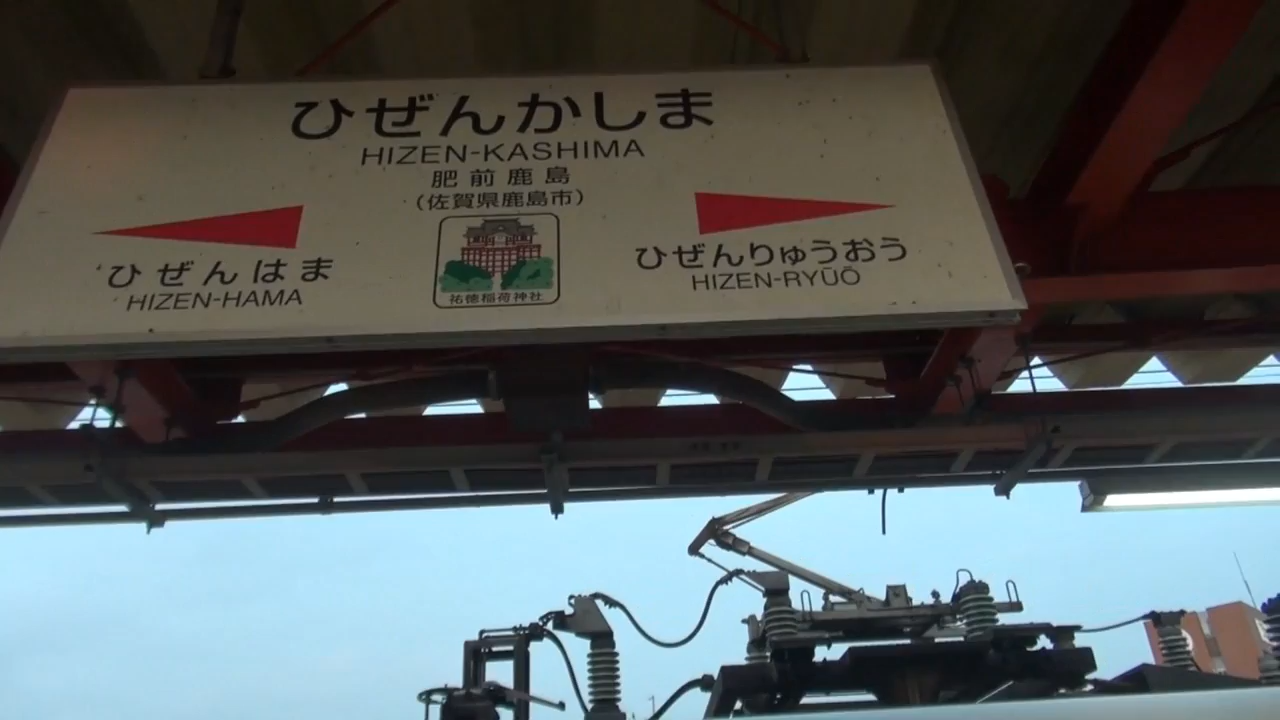 ひぜんかしま
HIZEN-KASHIMA
肥前鹿島
(佐賀県鹿島市)
ひぜんはま
HIZEN-HAMA
祐徳稲荷神社
ひぜんりゅうおう
HIZEN-RYŪŌ